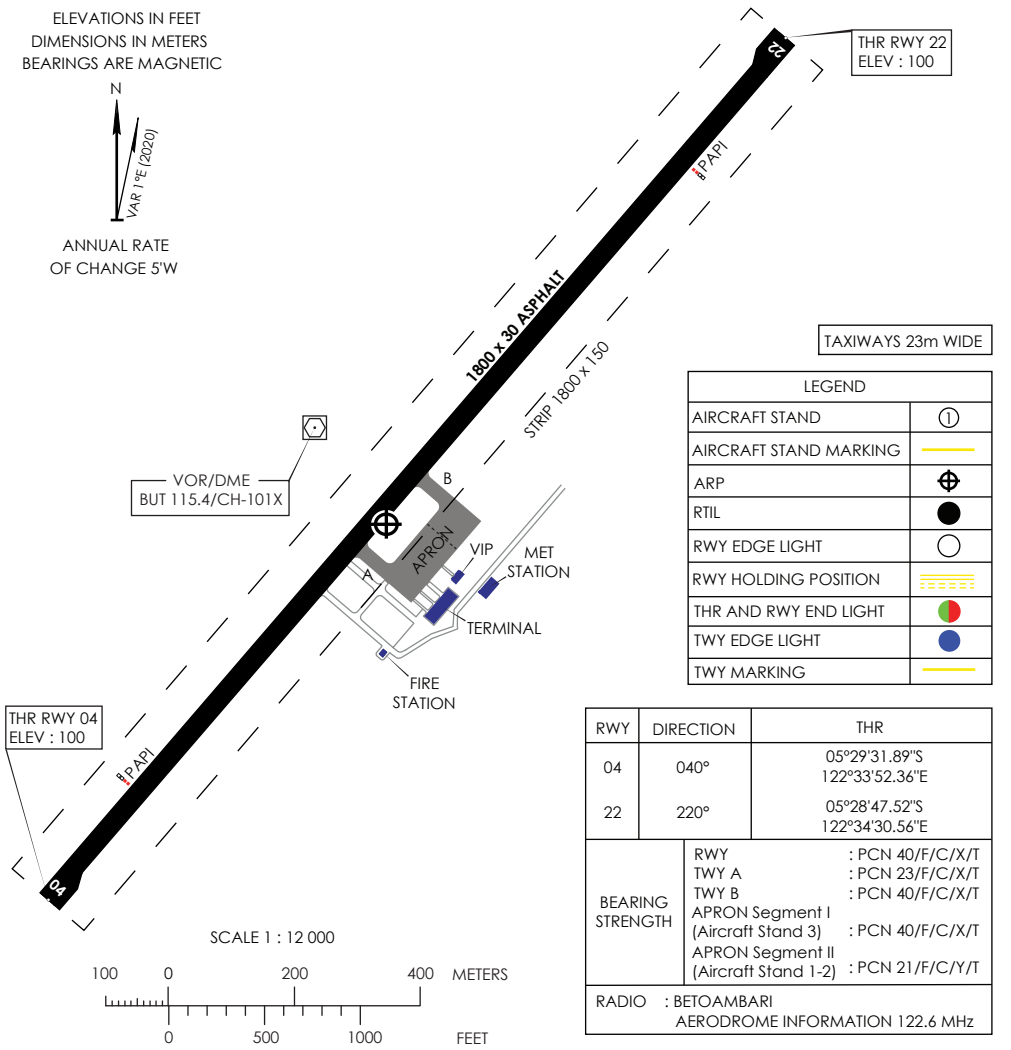 ELEVATIONS IN FEET
DIMENSIONS IN METERS
BEARINGS ARE MAGNETIC
N
VAR 1°E (2020)
ANNUAL RATE
OF CHANGE 5'W
22
THR RWY 22
ELEV : 100
PAPI
1800 x 30 ASPHALT
STRIP 1800 x 150
TAXIWAYS 23m WIDE
LEGEND
AIRCRAFT STAND 1
AIRCRAFT STAND MARKING
ARP
RTIL
RWY EDGE LIGHT
RWY HOLDING POSITION
THR AND RWY END LIGHT
TWY EDGE LIGHT
TWY MARKING
VOR/DME
BUT 115.4/CH-101X
B
APRON
A
VIP
MET
STATION
TERMINAL
FIRE
STATION
THR RWY 04
ELEV : 100
PAPI
04
RWY DIRECTION THR
04 040° 05°29'31.89"S
122°33'52.36"E
22 220° 05°28'47.52"S
122°34'30.56"E
BEARING
STRENGTH
RWY : PCN 40/F/C/X/T
TWY A : PCN 23/F/C/X/T
TWY B : PCN 40/F/C/X/T
APRON Segment I
(Aircraft Stand 3) : PCN 40/F/C/X/T
APRON Segment II
(Aircraft Stand 1-2) : PCN 21/F/C/Y/T
RADIO : BETOAMBARI
AERODROME INFORMATION 122.6 MHz
SCALE 1 : 12 000
100 0 200 400 METERS
0 500 1000 FEET